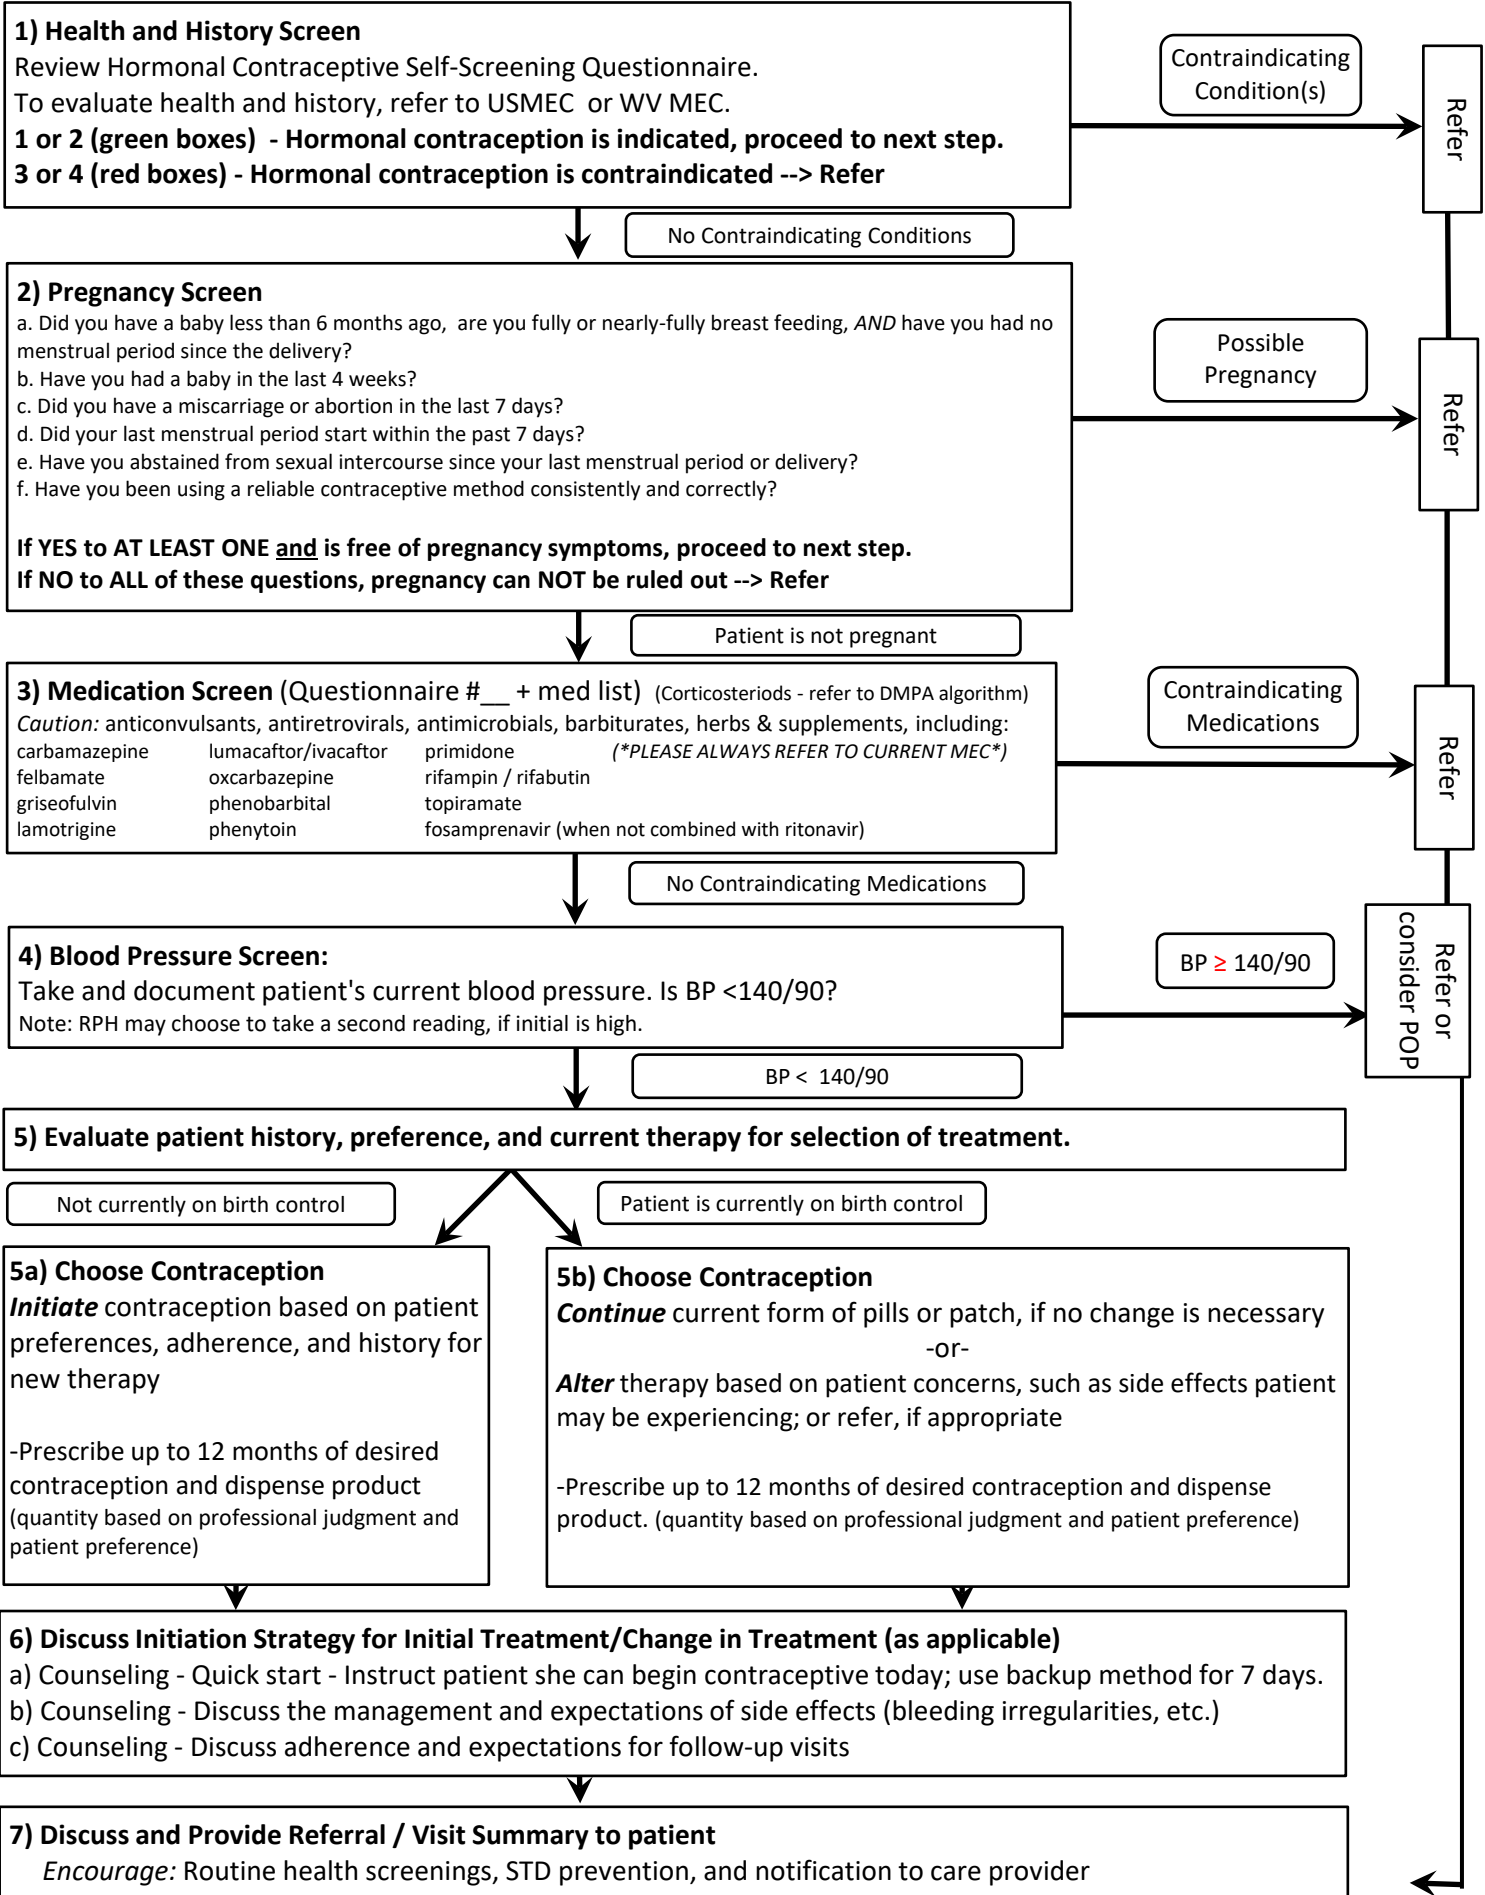 1) Health and History Screen
Review Hormonal Contraceptive Self-Screening Questionnaire.
To evaluate health and history, refer to USMEC or WV MEC.
1 or 2 (green boxes) - Hormonal contraception is indicated, proceed to next step.
3 or 4 (red boxes) - Hormonal contraception is contraindicated --> Refer
Contraindicating
Condition(s)
Refer
No Contraindicating Conditions
2) Pregnancy Screen
a. Did you have a baby less than 6 months ago, are you fully or nearly-fully breast feeding, AND have you had no
menstrual period since the delivery?
b. Have you had a baby in the last 4 weeks?
c. Did you have a miscarriage or abortion in the last 7 days?
d. Did your last menstrual period start within the past 7 days?
e. Have you abstained from sexual intercourse since your last menstrual period or delivery?
f. Have you been using a reliable contraceptive method consistently and correctly?
If YES to AT LEAST ONE and is free of pregnancy symptoms, proceed to next step.
If NO to ALL of these questions, pregnancy can NOT be ruled out --> Refer
Possible
Pregnancy
Refer
Patient is not pregnant
3) Medication Screen (Questionnaire #__ + med list) (Corticosteriods - refer to DMPA algorithm)
Caution: anticonvulsants, antiretrovirals, antimicrobials, barbiturates, herbs & supplements, including:
carbamazepine lumacaftor/ivacaftor primidone (*PLEASE ALWAYS REFER TO CURRENT MEC*)
felbamate oxcarbazepine rifampin / rifabutin
griseofulvin phenobarbital topiramate
lamotrigine phenytoin fosamprenavir (when not combined with ritonavir)
Contraindicating
Medications
Refer
No Contraindicating Medications
4) Blood Pressure Screen:
Take and document patient's current blood pressure. Is BP <140/90?
Note: RPH may choose to take a second reading, if initial is high.
BP ≥ 140/90
Refer or
consider POP
BP < 140/90
5) Evaluate patient history, preference, and current therapy for selection of treatment.
Not currently on birth control
Patient is currently on birth control
5a) Choose Contraception
Initiate contraception based on patient
preferences, adherence, and history for
new therapy
-Prescribe up to 12 months of desired
contraception and dispense product
(quantity based on professional judgment and
patient preference)
5b) Choose Contraception
Continue current form of pills or patch, if no change is necessary
-or-
Alter therapy based on patient concerns, such as side effects patient
may be experiencing; or refer, if appropriate
-Prescribe up to 12 months of desired contraception and dispense
product. (quantity based on professional judgment and patient preference)
6) Discuss Initiation Strategy for Initial Treatment/Change in Treatment (as applicable)
a) Counseling - Quick start - Instruct patient she can begin contraceptive today; use backup method for 7 days.
b) Counseling - Discuss the management and expectations of side effects (bleeding irregularities, etc.)
c) Counseling - Discuss adherence and expectations for follow-up visits
7) Discuss and Provide Referral / Visit Summary to patient
Encourage: Routine health screenings, STD prevention, and notification to care provider